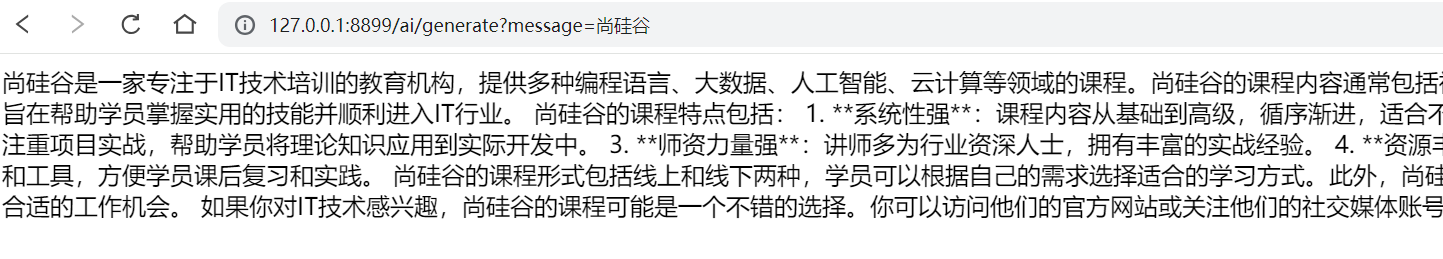 127.0.0.1:8899/ai/generate?message=尚硅谷
尚硅谷是一家专注于IT技术培训的教育机构，提供多种编程语言、大数据、人工智能、云计算等领域的课程。尚硅谷的课程内容通常包括
旨在帮助学员掌握实用的技能并顺利进入IT行业。 尚硅谷的课程特点包括： 1. **系统性强**：课程内容从基础到高级，循序渐进，适合不
注重项目实战，帮助学员将理论知识应用到实际开发中。 3. **师资力量强**：讲师多为行业资深人士，拥有丰富的实战经验。 4. **资源丰
和工具，方便学员课后复习和实践。 尚硅谷的课程形式包括线上和线下两种，学员可以根据自己的需求选择适合的学习方式。此外，尚硅
合适的工作机会。 如果你对IT技术感兴趣，尚硅谷的课程可能是一个不错的选择。你可以访问他们的官方网站或关注他们的社交媒体账号